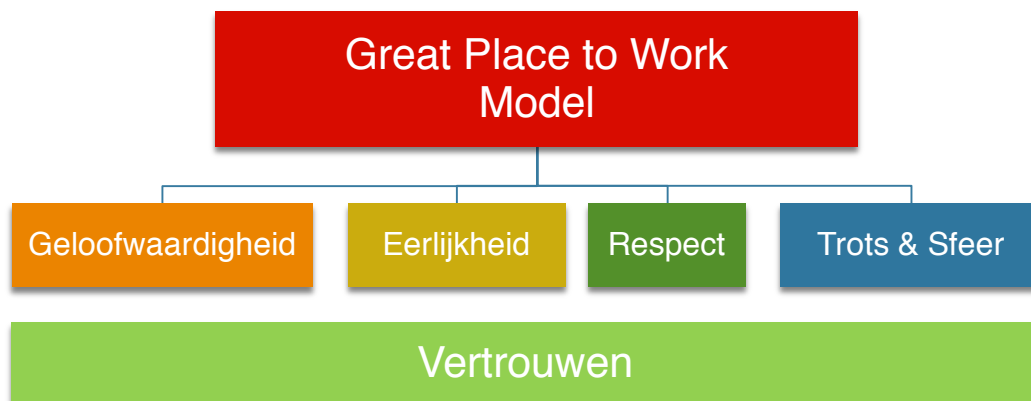 Great Place to Work
Model
Geloofwaardigheid
Eerlijkheid
Respect
Trots & Sfeer
Vertrouwen